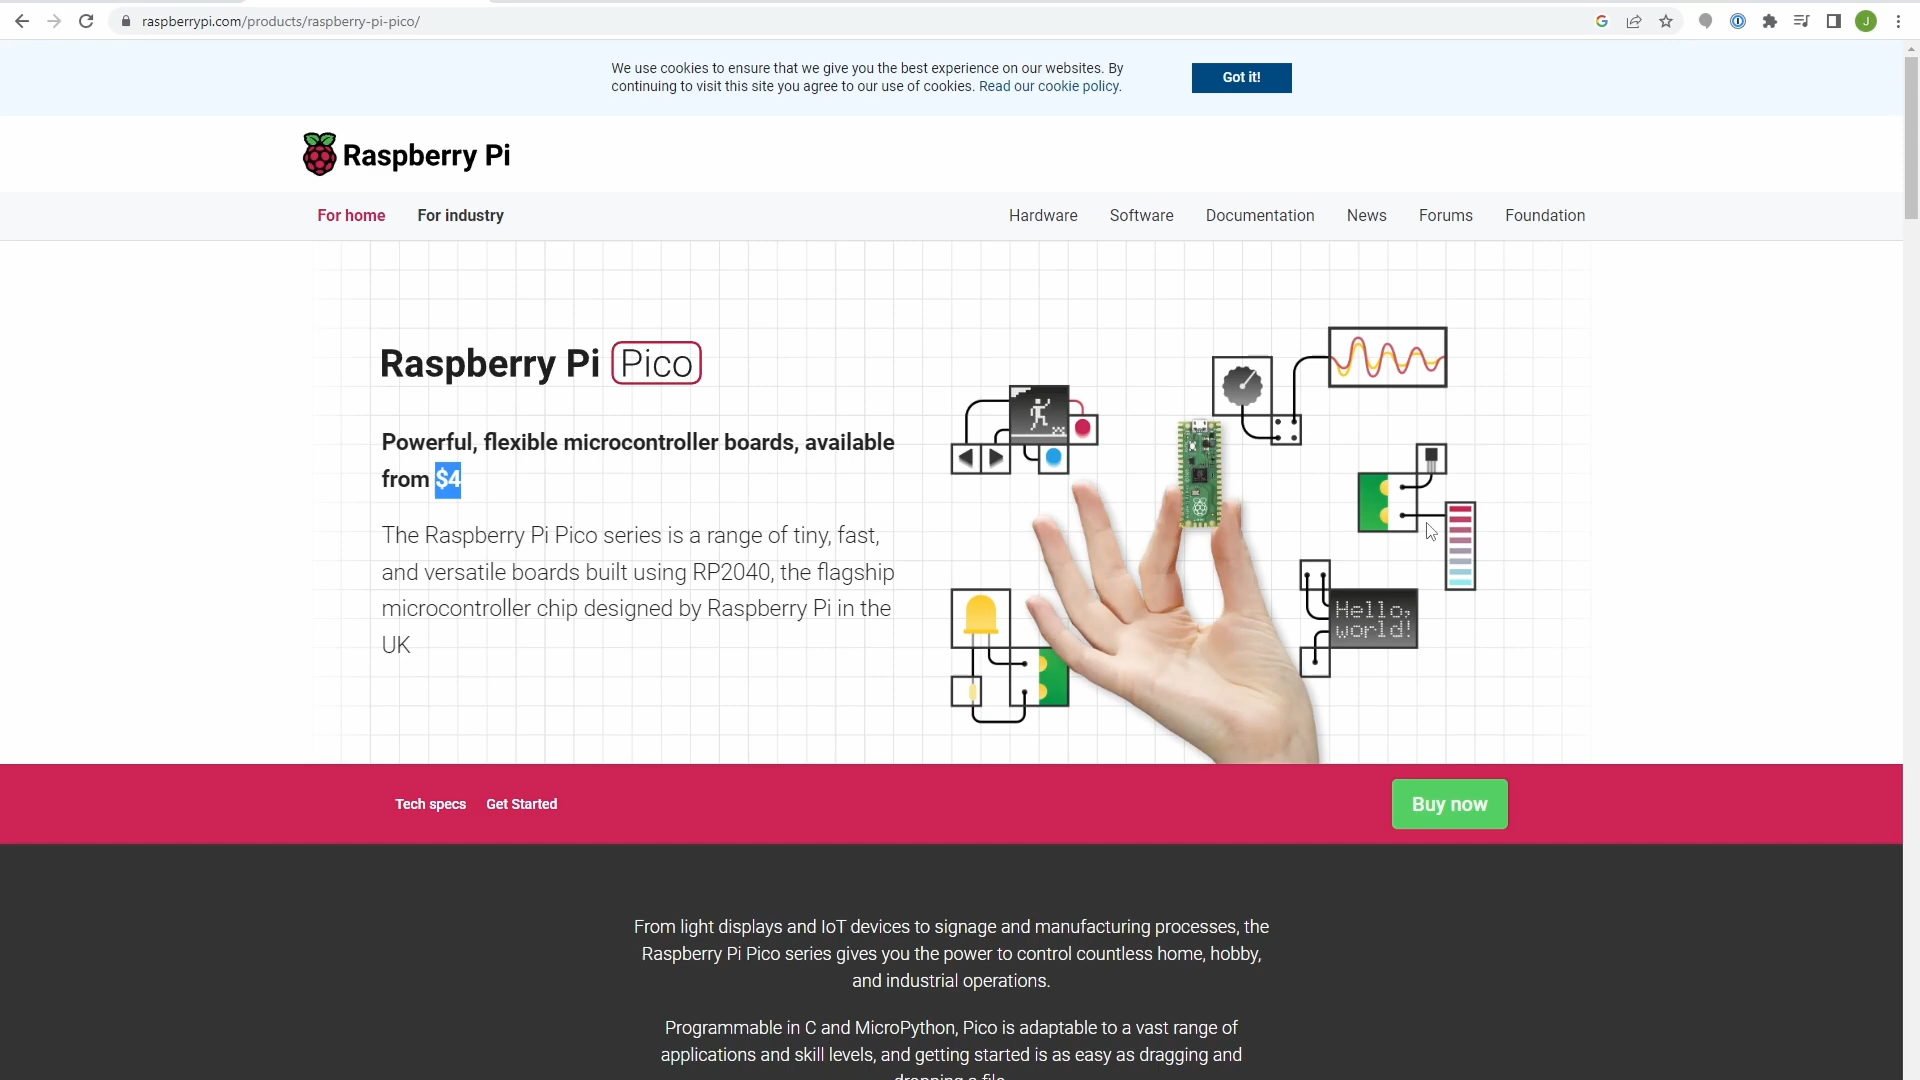 raspberrypi.com/products/raspberry-pi-pico/
J
We use cookies to ensure that we give you the best experience on our websites. By
continuing to visit this site you agree to our use of cookies. Read our cookie policy.
Got it!
Raspberry Pi
For home
For industry
Hardware
Software
Documentation
News
Forums
Foundation
Raspberry Pi Pico
Powerful, flexible microcontroller boards, available
from $4
The Raspberry Pi Pico series is a range of tiny, fast,
and versatile boards built using RP2040, the flagship
microcontroller chip designed by Raspberry Pi in the
UK
Hello,
world!
Tech specs
Get Started
Buy now
From light displays and IoT devices to signage and manufacturing processes, the
Raspberry Pi Pico series gives you the power to control countless home, hobby,
and industrial operations.
Programmable in C and MicroPython, Pico is adaptable to a vast range of
applications and skill levels, and getting started is as easy as dragging and
dropping a file.